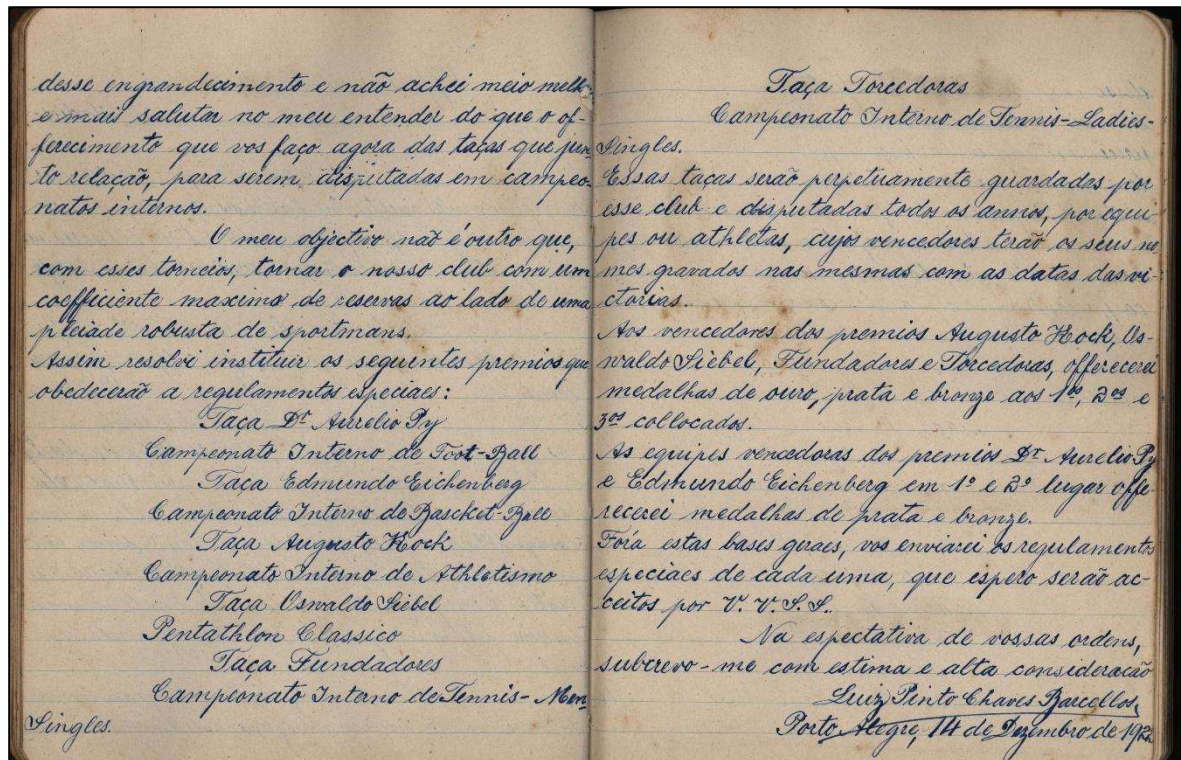 desse engrandecimento e não achei meio melhor
e mais salutar no meu entender do que o of-
ferecimento que vos faço agora das taças que jun-
to relação, para serem disputadas em campeo-
natos internos.
O meu objectivo não é outro que,
com esses torneios, tornar o nosso club com um
coefficiente maximo de reservas ao lado de uma
pleiade robusta de sportmans.
Assim resolvi instituir os seguintes premios que
obedecerão a regulamentos especiaes:
Taça Dr. Aurelio Py
Campeonato Interno de Foot-Ball
Taça Edmundo Eichenberg
Campeonato Interno de Bascket-Ball
Taça Augusto Kock
Campeonato Interno de Athletismo
Taça Oswaldo Siebel
Pentathlon Classico
Taça Fundadores
Campeonato Interno de Tennis-Men-
Singles.
Taça Torcedoras
Campeonato Interno de Tennis-Ladies-
Singles.
Essas taças serão perpetuamente guardadas por
esse club e disputadas todos os annos, por equi-
pes ou athletas, cujos vencedores terão os seus no
mes gravados nas mesmas com as datas das vi-
ctorias.
Aos vencedores dos premios Augusto Kock, Os-
waldo Siebel, Fundadores e Torcedoras, offerecerei
medalhas de ouro, prata e bronze aos 1os, 2os e
3os collocados.
As equipes vencedoras dos premios Dr. Aurelio Py
e Edmundo Eichenberg em 1º e 2º lugar offe-
recerei medalhas de prata e bronze.
Fóra estas bases geraes, vos enviarei os regulamentos
especiaes de cada uma, que espero serão ac-
ceitos por V. V. S. S..
Na espectativa de vossas ordens,
subcrevo-me com estima e alta consideração
Luiz Pinto Chaves Barcellos,
Porto Alegre, 14 de Dezembro de